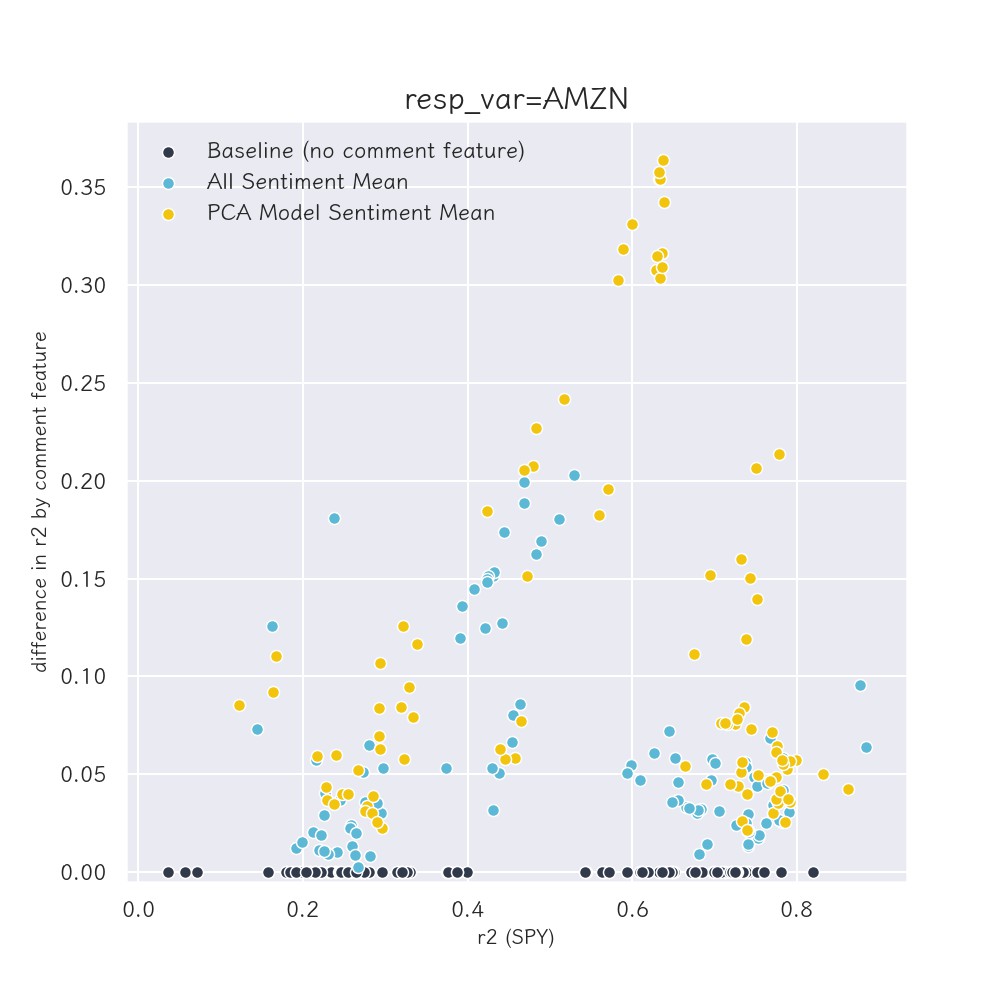 resp_var=AMZN
Baseline (no comment feature)
All Sentiment Mean
PCA Model Sentiment Mean
difference in r2 by comment feature
0.35
0.30
0.25
0.20
0.15
0.10
0.05
0.00
0.0 0.2 0.4 0.6 0.8
r2 (SPY)